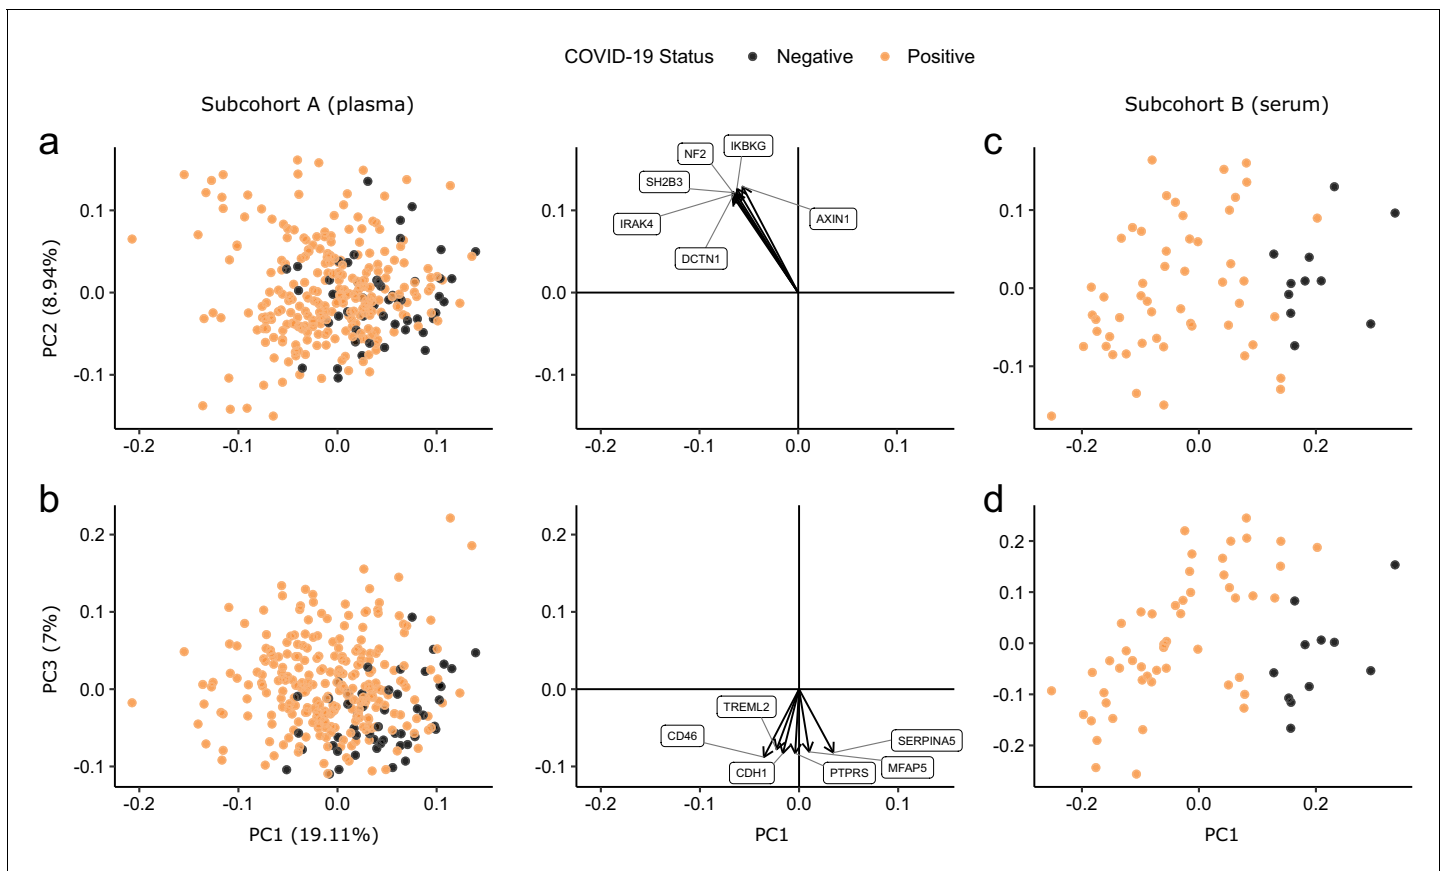 COVID-19 Status Negative Positive
Subcohort A (plasma)
Subcohort B (serum)
a
PC2 (8.94%)
0.1
0.0
-0.1
-0.2 -0.1 0.0 0.1
IKBKG
NF2
SH2B3
IRAK4
AXIN1
DCTN1
0.1
0.0
-0.1
-0.2 -0.1 0.0 0.1
c
0.1
0.0
-0.1
-0.2 0.0 0.2
b
PC3 (7%)
0.2
0.1
0.0
-0.1
-0.2 -0.1 0.0 0.1
PC1 (19.11%)
0.2
0.1
0.0
-0.1
TREML2
CD46
SERPINA5
CDH1
PTPRS
MFAP5
-0.2 -0.1 0.0 0.1
PC1
d
0.2
0.1
0.0
-0.1
-0.2
-0.2 0.0 0.2
PC1